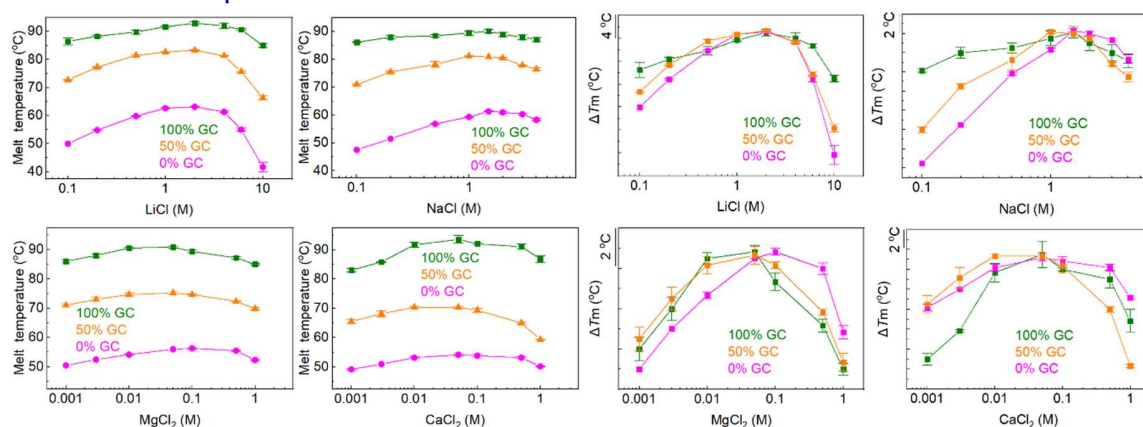 Melt temperature (°C)
90
80
70
60
50
40
100% GC
50% GC
0% GC
0.1
1
10
LiCl (M)
Melt temperature (°C)
90
80
70
60
50
40
100% GC
50% GC
0% GC
0.1
1
NaCl (M)
ΔTm (°C)
4 °C
100% GC
50% GC
0% GC
0.1
1
10
LiCl (M)
ΔTm (°C)
2 °C
100% GC
50% GC
0% GC
0.1
1
NaCl (M)
Melt temperature (°C)
90
80
70
60
50
100% GC
50% GC
0% GC
0.001
0.01
0.1
1
MgCl₂ (M)
Melt temperature (°C)
90
80
70
60
50
100% GC
50% GC
0% GC
0.001
0.01
0.1
1
CaCl₂ (M)
ΔTm (°C)
2 °C
100% GC
50% GC
0% GC
0.001
0.01
0.1
1
MgCl₂ (M)
ΔTm (°C)
2 °C
100% GC
50% GC
0% GC
0.001
0.01
0.1
1
CaCl₂ (M)